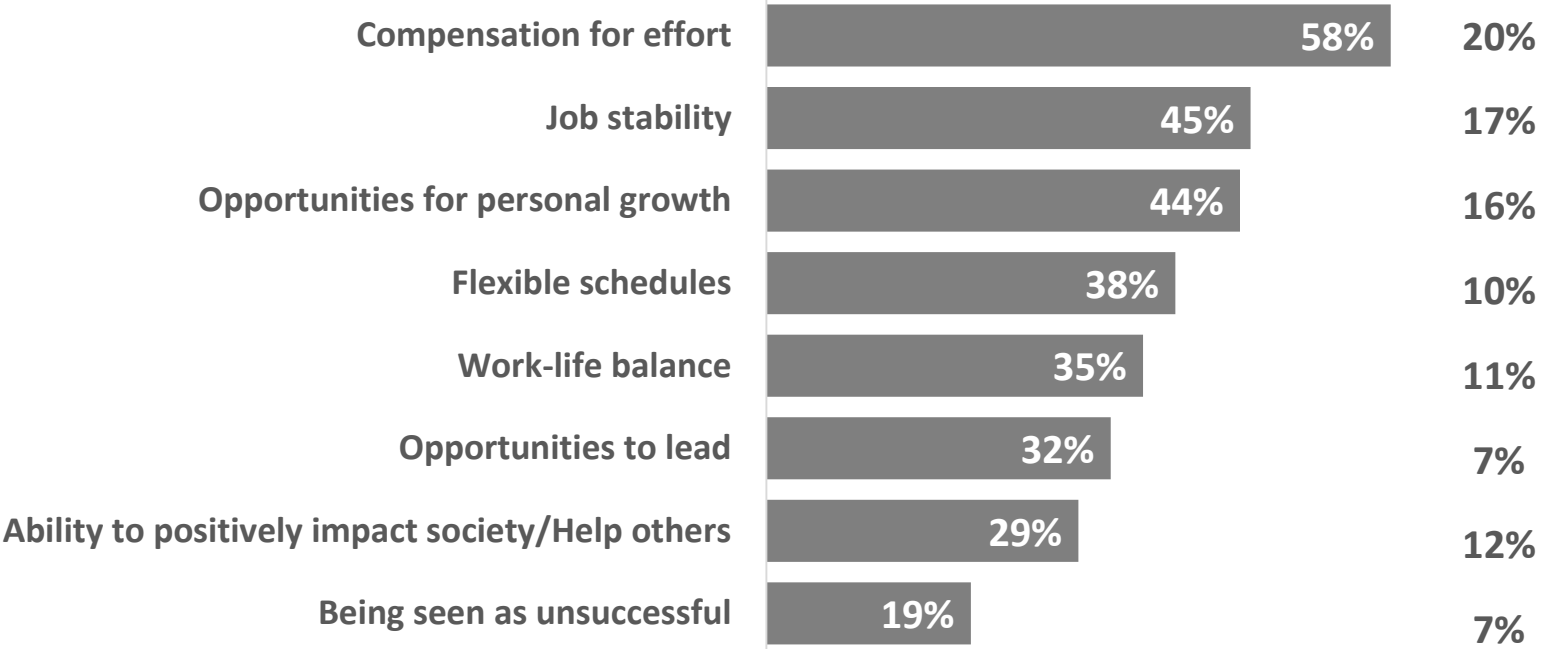 Compensation for effort 58% 20%
Job stability 45% 17%
Opportunities for personal growth 44% 16%
Flexible schedules 38% 10%
Work-life balance 35% 11%
Opportunities to lead 32% 7%
Ability to positively impact society/Help others 29% 12%
Being seen as unsuccessful 19% 7%